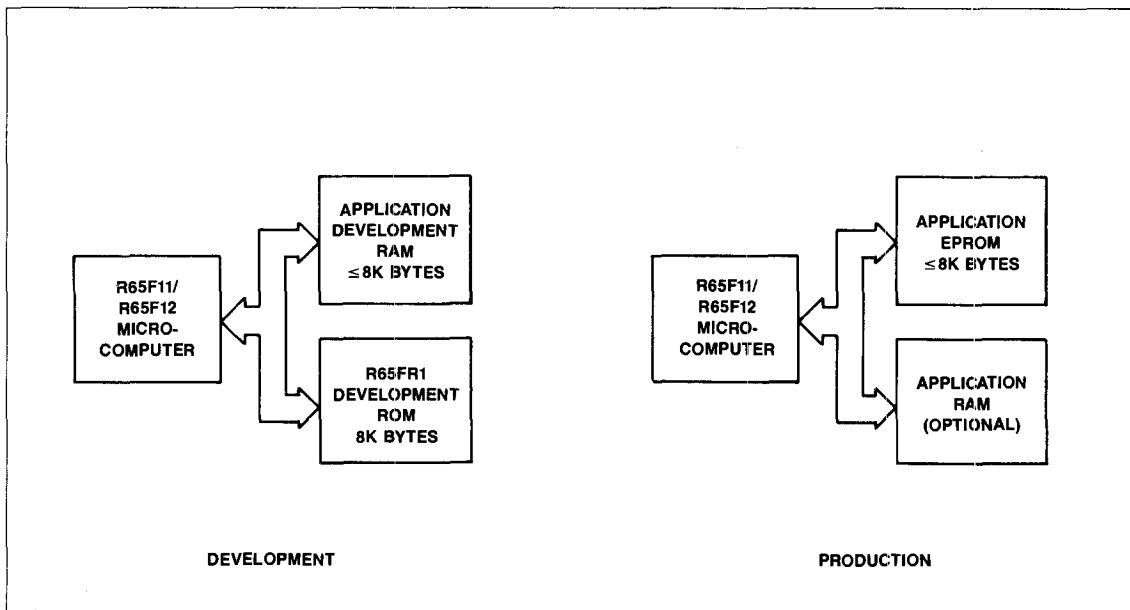 R65F11/
R65F12
MICRO-
COMPUTER
APPLICATION
DEVELOPMENT
RAM
≤8K BYTES
R65FR1
DEVELOPMENT
ROM
8K BYTES
DEVELOPMENT
R65F11/
R65F12
MICRO-
COMPUTER
APPLICATION
EPROM
≤8K BYTES
APPLICATION
RAM
(OPTIONAL)
PRODUCTION